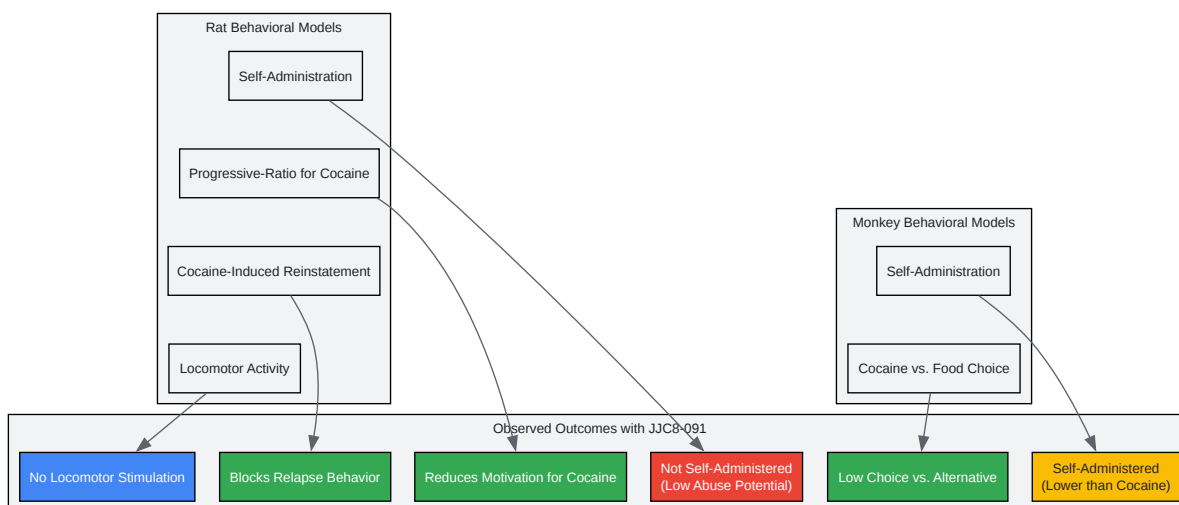 Rat Behavioral Models
Self-Administration
Progressive-Ratio for Cocaine
Cocaine-Induced Reinstatement
Locomotor Activity
Monkey Behavioral Models
Self-Administration
Cocaine vs. Food Choice
Observed Outcomes with JJC8-091
No Locomotor Stimulation
Blocks Relapse Behavior
Reduces Motivation for Cocaine
Not Self-Administered
(Low Abuse Potential)
Low Choice vs. Alternative
Self-Administered
(Lower than Cocaine)